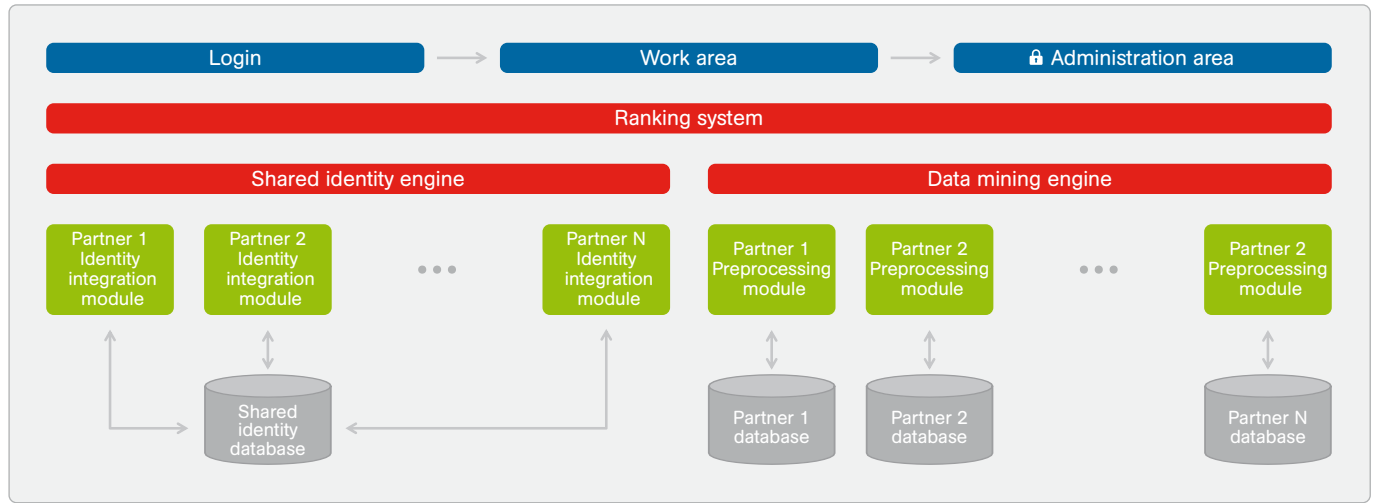 Login
Work area
Administration area
Ranking system
Shared identity engine
Data mining engine
Partner 1
Identity
integration
module
Partner 2
Identity
integration
module
Partner N
Identity
integration
module
Partner 1
Preprocessing
module
Partner 2
Preprocessing
module
Partner 2
Preprocessing
module
Shared
identity
database
Partner 1
database
Partner 2
database
Partner N
database